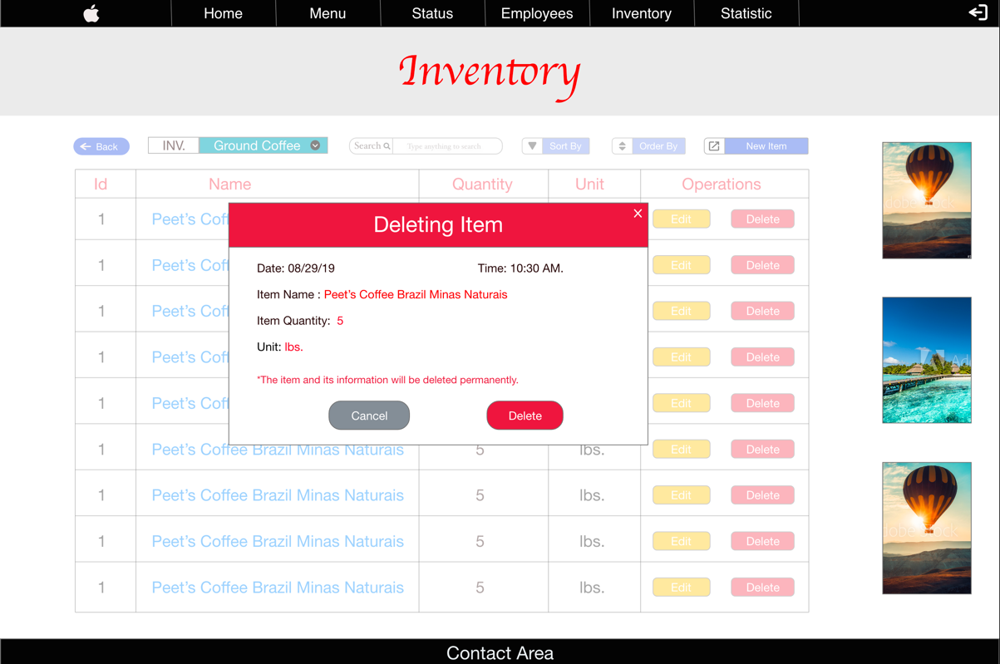 Home Menu Status Employees Inventory Statistic
Inventory
Back INV. Ground Coffee Search Type anything to search Sort By Order By New Item
Id Name Quantity Unit Operations
1 Peet's Coff Edit Delete
1 Peet's Coff Edit Delete
1 Peet's Coff Edit Delete
1 Peet's Coff Edit Delete
1 Peet's Coff Edit Delete
1 Peet's Coffee Brazil Minas Naturais 5 lbs. Edit Delete
1 Peet's Coffee Brazil Minas Naturais 5 lbs. Edit Delete
1 Peet's Coffee Brazil Minas Naturais 5 lbs. Edit Delete
1 Peet's Coffee Brazil Minas Naturais 5 lbs. Edit Delete
Deleting Item
Date: 08/29/19 Time: 10:30 AM.
Item Name : Peet's Coffee Brazil Minas Naturais
Item Quantity: 5
Unit: lbs.
*The item and its information will be deleted permanently.
Cancel Delete
Contact Area